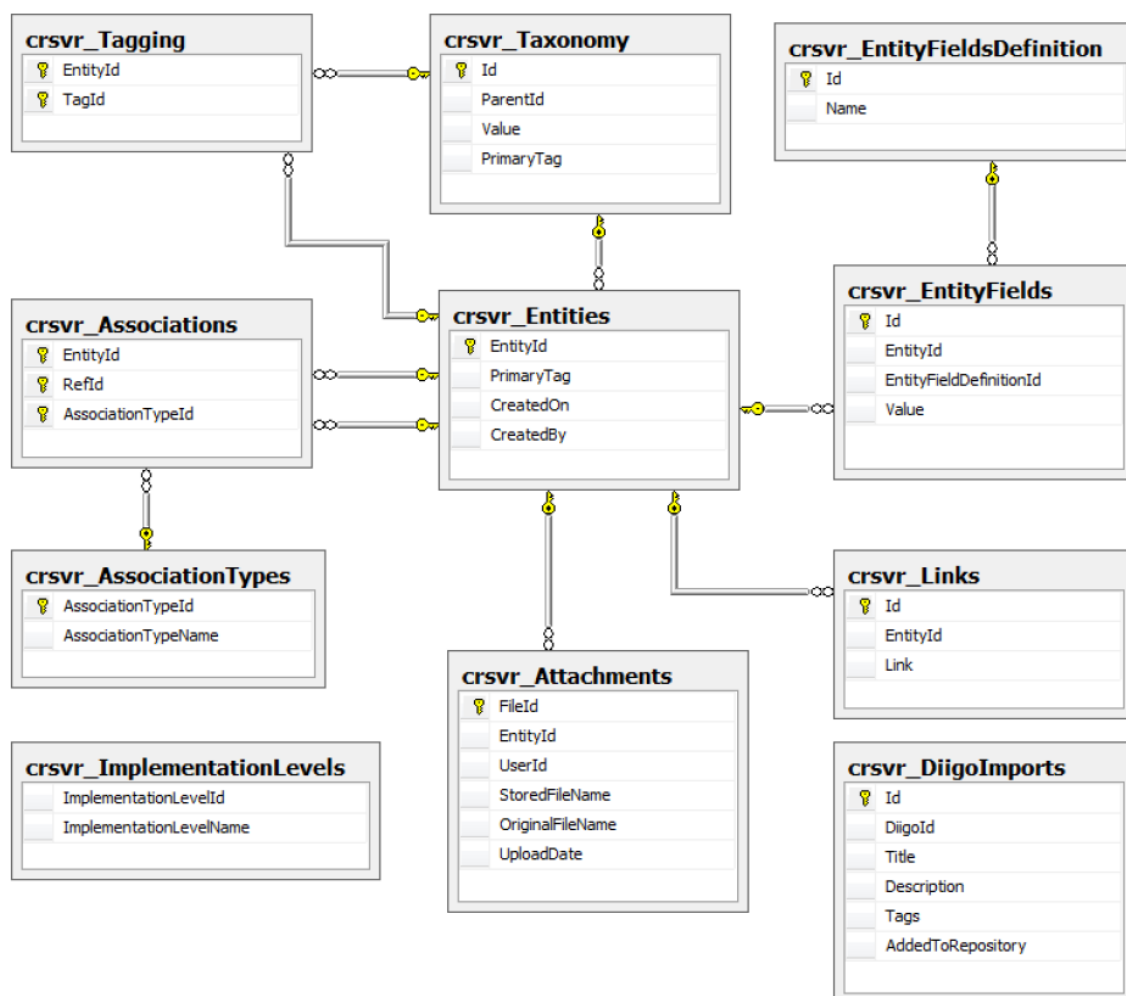 crsvr_Tagging
EntityId
TagId
crsvr_Taxonomy
Id
ParentId
Value
PrimaryTag
crsvr_EntityFieldsDefinition
Id
Name
crsvr_Associations
EntityId
RefId
AssociationTypeId
crsvr_Entities
EntityId
PrimaryTag
CreatedOn
CreatedBy
crsvr_EntityFields
Id
EntityId
EntityFieldDefinitionId
Value
crsvr_AssociationTypes
AssociationTypeId
AssociationTypeName
crsvr_Links
Id
EntityId
Link
crsvr_Attachments
FileId
EntityId
UserId
StoredFileName
OriginalFileName
UploadDate
crsvr_ImplementationLevels
ImplementationLevelId
ImplementationLevelName
crsvr_DiigoImports
Id
DiigoId
Title
Description
Tags
AddedToRepository